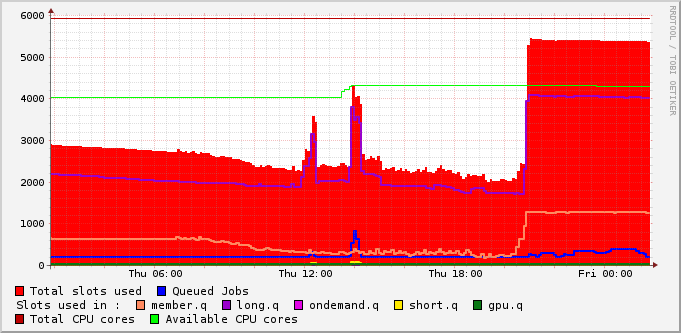 RRDTOOL / TOBI OETIKER
6000
5000
4000
3000
2000
1000
0
Thu 06:00 Thu 12:00 Thu 18:00 Fri 00:00
Total slots used Queued Jobs
Slots used in : member.q long.q ondemand.q short.q gpu.q
Total CPU cores Available CPU cores